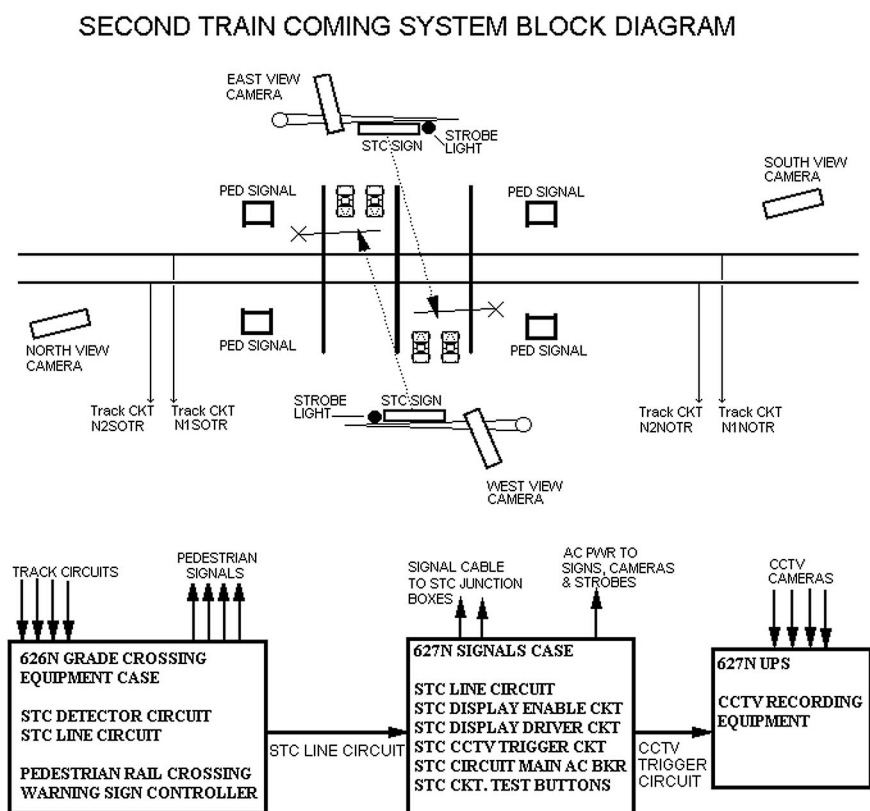 SECOND TRAIN COMING SYSTEM BLOCK DIAGRAM
EAST VIEW
CAMERA
STC SIGN
STROBE
LIGHT
SOUTH VIEW
CAMERA
PED SIGNAL
PED SIGNAL
NORTH VIEW
CAMERA
PED SIGNAL
PED SIGNAL
Track CKT
N2SOTR
Track CKT
N1SOTR
STROBE
LIGHT
STC SIGN
Track CKT
N2NOTR
Track CKT
N1NOTR
WEST VIEW
CAMERA
TRACK CIRCUITS
PEDESTRIAN
SIGNALS
SIGNAL CABLE
TO STC JUNCTION
BOXES
AC PWR TO
SIGNS, CAMERAS
& STROBES
CCTV
CAMERAS
626N GRADE CROSSING
EQUIPMENT CASE
STC DETECTOR CIRCUIT
STC LINE CIRCUIT
PEDESTRIAN RAIL CROSSING
WARNING SIGN CONTROLLER
STC LINE CIRCUIT
627N SIGNALS CASE
STC LINE CIRCUIT
STC DISPLAY ENABLE CKT
STC DISPLAY DRIVER CKT
STC CCTV TRIGGER CKT
STC CIRCUIT MAIN AC BKR
STC CKT. TEST BUTTONS
CCTV
TRIGGER
CIRCUIT
627N UPS
CCTV RECORDING
EQUIPMENT